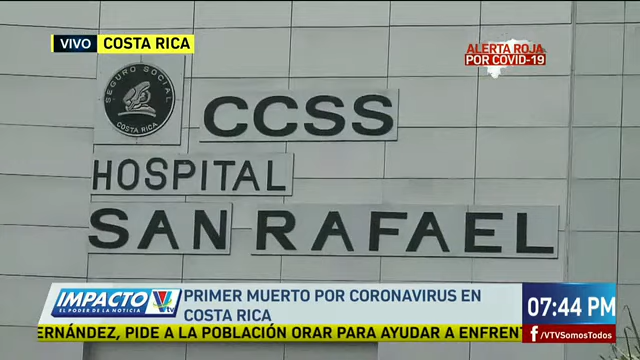 VIVO COSTA RICA
ALERTA ROJA
POR COVID-19
SEGURO SOCIAL
COSTA RICA
CCSS
HOSPITAL
SAN RAFAEL
IMPACTO VTV
EL PODER DE LA NOTICIA
PRIMER MUERTO POR CORONAVIRUS EN
COSTA RICA
07:44 PM
ERNÁNDEZ, PIDE A LA POBLACIÓN ORAR PARA AYUDAR A ENFRENT
/VTVSomosTodos